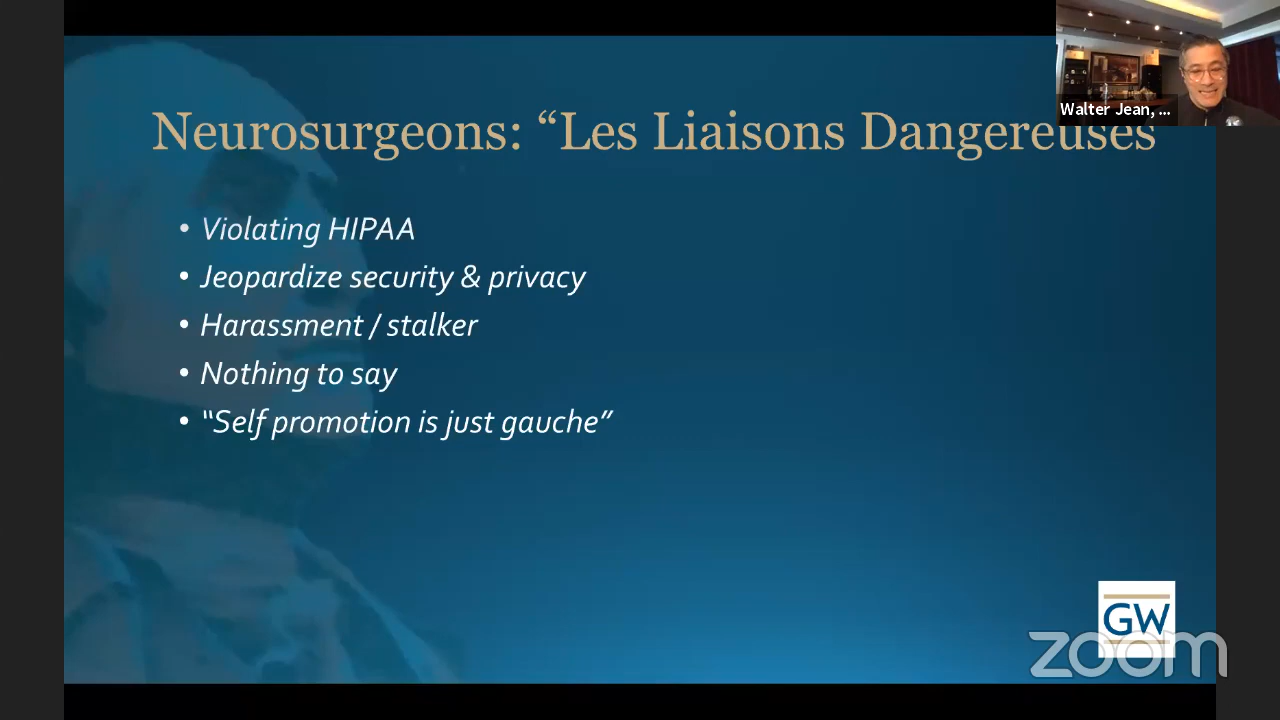 Walter Jean, ...
Neurosurgeons: “Les Liaisons Dangereuses
• Violating HIPAA
• Jeopardize security & privacy
• Harassment / stalker
• Nothing to say
• “Self promotion is just gauche”
GW
zoom